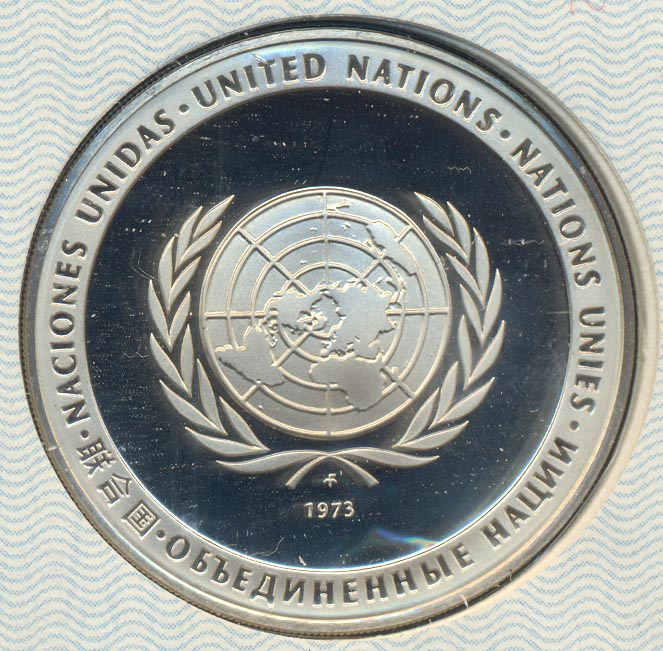 UNITED NATIONS · NATIONS UNIES · ОБЪЕДИНЕННЫЕ НАЦИИ · 联合国 · NACIONES UNIDAS ·
1973